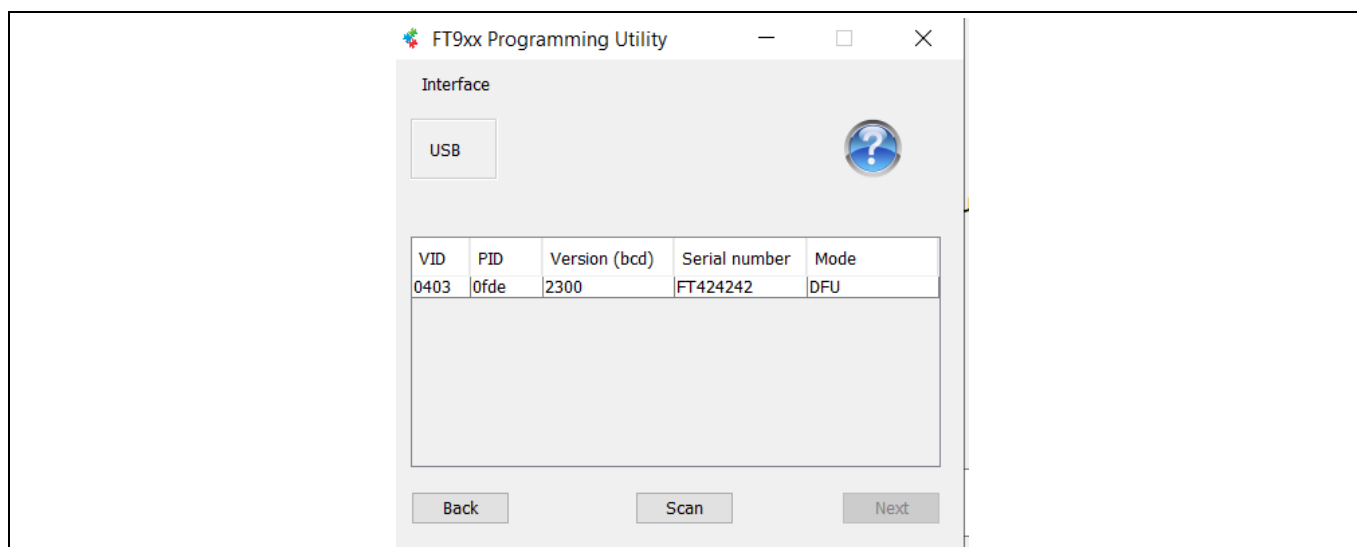 FT9xx Programming Utility
Interface
USB
?
VID PID Version (bcd) Serial number Mode
0403 0fde 2300 FT424242 DFU
Back Scan Next